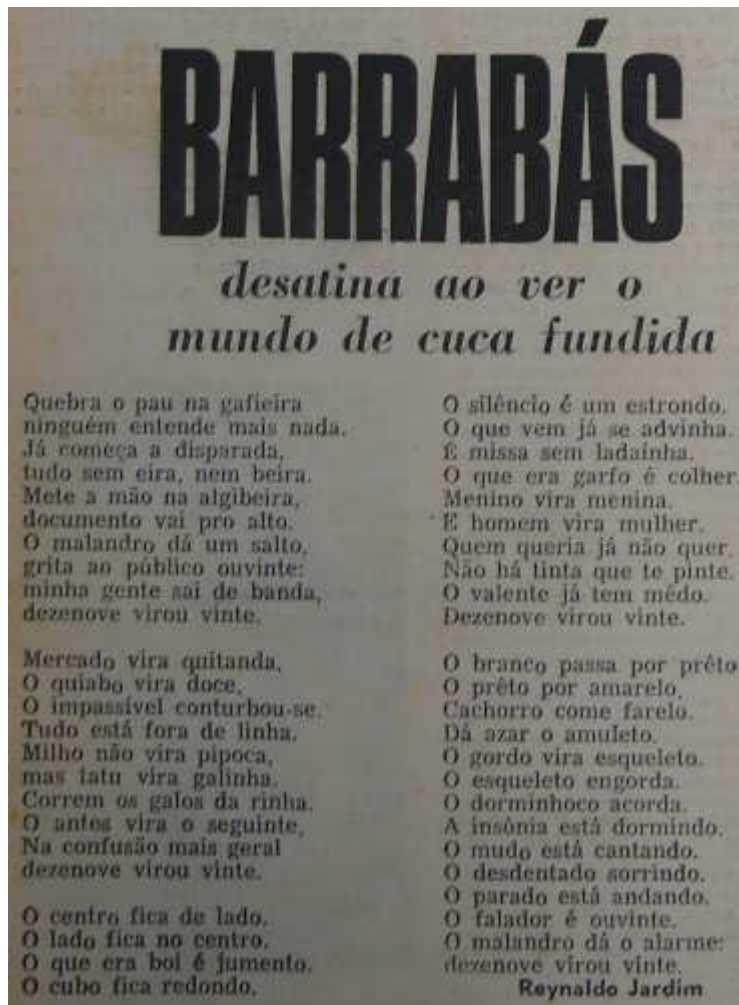 BARRABÁS
desatina ao ver o
mundo de cuca fundida
Quebra o pau na gafieira
ninguém entende mais nada.
Já começa a disparada,
tudo sem eira, nem beira.
Mete a mão na algibeira,
documento vai pro alto.
O malandro dá um salto,
grita ao público ouvinte:
minha gente sai de banda,
dezenove virou vinte.
Mercado vira quitanda,
O quiabo vira doce,
O impassível conturbou-se.
Tudo está fora de linha.
Milho não vira pipoca,
mas tatu vira galinha.
Correm os galos da rinha.
O antes vira o seguinte,
Na confusão mais geral
dezenove virou vinte.
O centro fica de lado.
O lado fica no centro.
O que era boi é jumento.
O cubo fica redondo,
O silêncio é um estrondo.
O que vem já se advinha.
É missa sem ladainha.
O que era garfo é colher.
Menino vira menina.
E homem vira mulher.
Quem queria já não quer.
Não há tinta que te pinte.
O valente já tem mêdo.
Dezenove virou vinte.
O branco passa por prêto
O prêto por amarelo,
Cachorro come farelo.
Dá azar o amuleto.
O gordo vira esqueleto.
O esqueleto engorda.
O dorminhoco acorda.
A insônia está dormindo.
O mudo está cantando.
O desdentado sorrindo.
O parado está andando.
O falador é ouvinte.
O malandro dá o alarme:
dezenove virou vinte.
Reynaldo Jardim